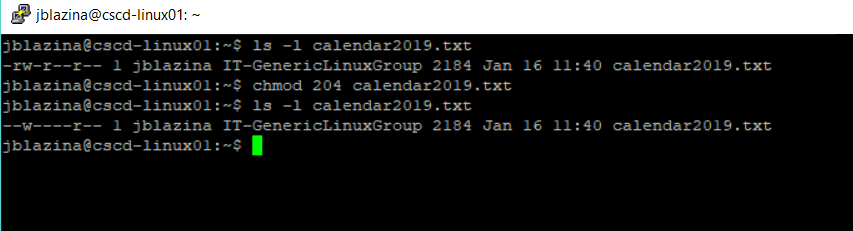 jblazina@cscd-linux01: ~
jblazina@cscd-linux01:~$ ls -l calendar2019.txt
-rw-r--r-- 1 jblazina IT-GenericLinuxGroup 2184 Jan 16 11:40 calendar2019.txt
jblazina@cscd-linux01:~$ chmod 204 calendar2019.txt
jblazina@cscd-linux01:~$ ls -l calendar2019.txt
--w----r-- 1 jblazina IT-GenericLinuxGroup 2184 Jan 16 11:40 calendar2019.txt
jblazina@cscd-linux01:~$